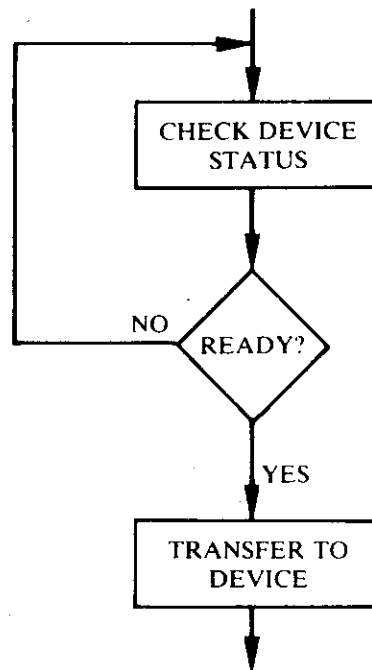 CHECK DEVICE
STATUS
NO
READY?
YES
TRANSFER TO
DEVICE